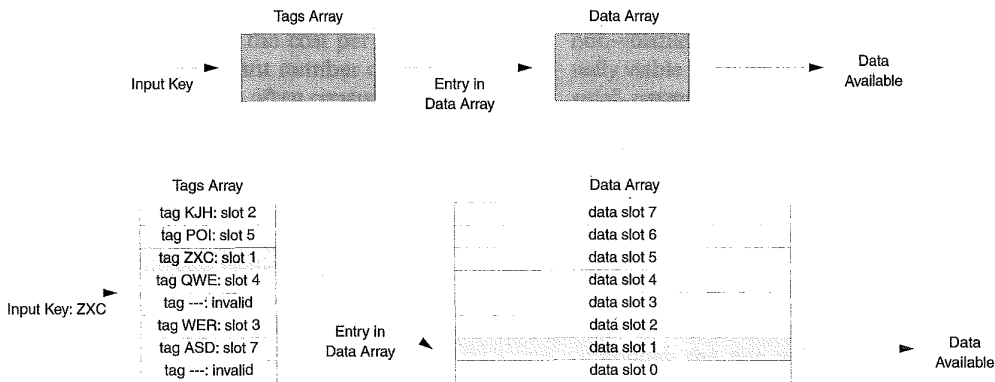 Tags Array
Data Array
Input Key
Entry in
Data Array
Data
Available
Tags Array
Data Array
tag KJH: slot 2
tag POI: slot 5
tag ZXC: slot 1
tag QWE: slot 4
tag ---: invalid
tag WER: slot 3
tag ASD: slot 7
tag ---: invalid
Input Key: ZXC
Entry in
Data Array
data slot 7
data slot 6
data slot 5
data slot 4
data slot 3
data slot 2
data slot 1
data slot 0
Data
Available